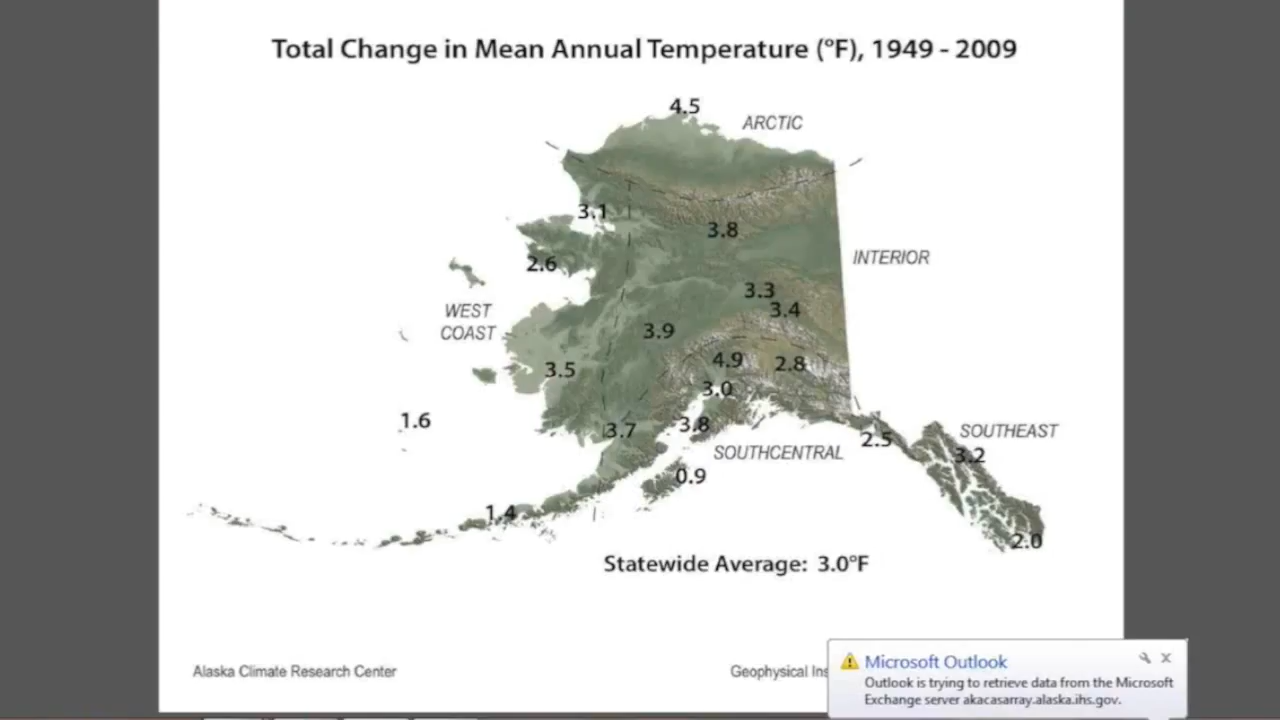 Total Change in Mean Annual Temperature (°F), 1949 - 2009
4.5
ARCTIC
3.1
3.8
INTERIOR
2.6
3.3
WEST
COAST
3.4
3.9
4.9
2.8
3.5
3.0
1.6
3.7
3.8
2.5
SOUTHEAST
SOUTHCENTRAL
3.2
0.9
1.4
2.0
Statewide Average: 3.0°F
Alaska Climate Research Center
Geophysical Ins
Microsoft Outlook
Outlook is trying to retrieve data from the Microsoft
Exchange server akacasarray.alaska.ihs.gov.